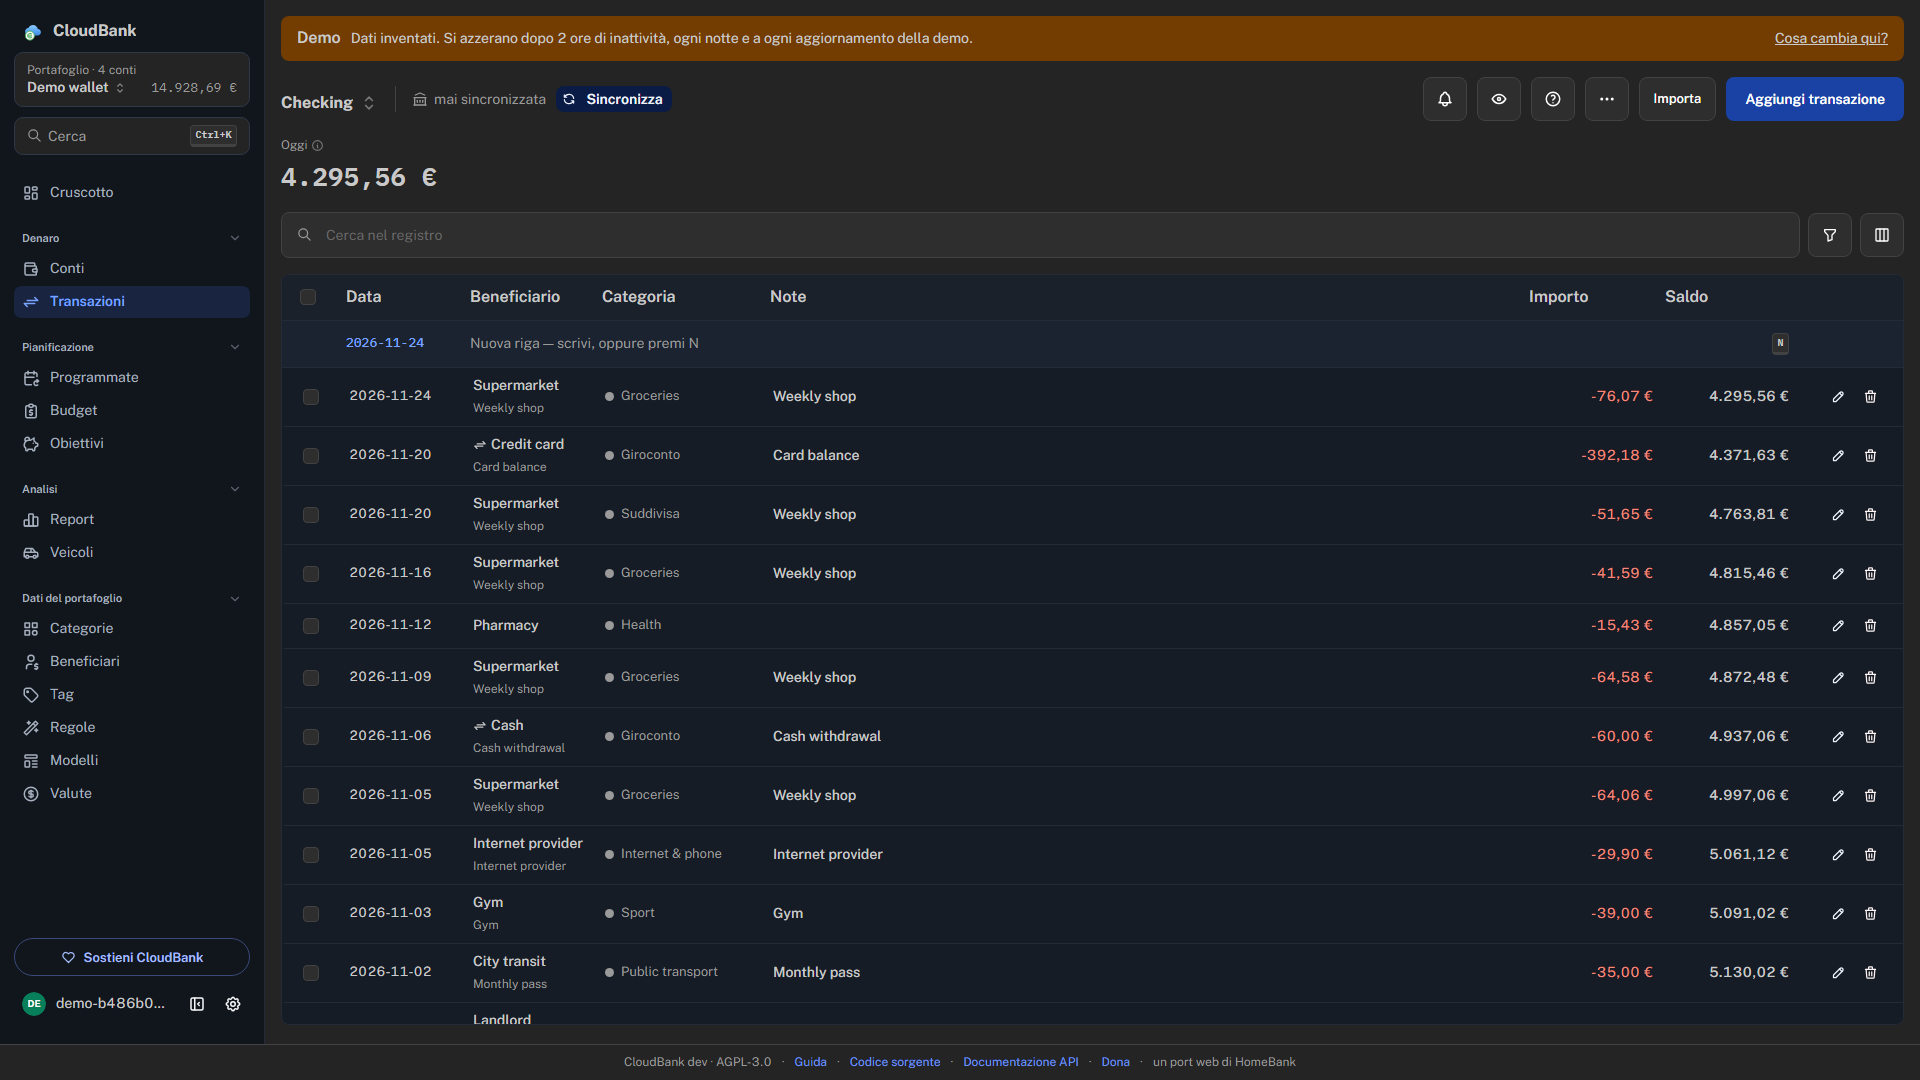 CloudBank
Portafoglio · 4 conti
Demo wallet 14.928,69 €
Cerca Ctrl+K
Cruscotto
Denaro
Conti
Transazioni
Pianificazione
Programmate
Budget
Obiettivi
Analisi
Report
Veicoli
Dati del portafoglio
Categorie
Beneficiari
Tag
Regole
Modelli
Valute
Sostieni CloudBank
DE demo-b486b0...
Demo Dati inventati. Si azzerano dopo 2 ore di inattività, ogni notte e a ogni aggiornamento della demo. Cosa cambia qui?
Checking mai sincronizzata Sincronizza Importa Aggiungi transazione
Oggi
4.295,56 €
Cerca nel registro
Data Beneficiario Categoria Note Importo Saldo
2026-11-24 Nuova riga — scrivi, oppure premi N N
2026-11-24 Supermarket Groceries Weekly shop -76,07 € 4.295,56 €
Weekly shop
2026-11-20 Credit card Giroconto Card balance -392,18 € 4.371,63 €
Card balance
2026-11-20 Supermarket Suddivisa Weekly shop -51,65 € 4.763,81 €
Weekly shop
2026-11-16 Supermarket Groceries Weekly shop -41,59 € 4.815,46 €
Weekly shop
2026-11-12 Pharmacy Health -15,43 € 4.857,05 €
2026-11-09 Supermarket Groceries Weekly shop -64,58 € 4.872,48 €
Weekly shop
2026-11-06 Cash Giroconto Cash withdrawal -60,00 € 4.937,06 €
Cash withdrawal
2026-11-05 Supermarket Groceries Weekly shop -64,06 € 4.997,06 €
Weekly shop
2026-11-05 Internet provider Internet & phone Internet provider -29,90 € 5.061,12 €
Internet provider
2026-11-03 Gym Sport Gym -39,00 € 5.091,02 €
Gym
2026-11-02 City transit Public transport Monthly pass -35,00 € 5.130,02 €
Monthly pass
Landlord
CloudBank dev · AGPL-3.0 · Guida · Codice sorgente · Documentazione API · Dona · un port web di HomeBank